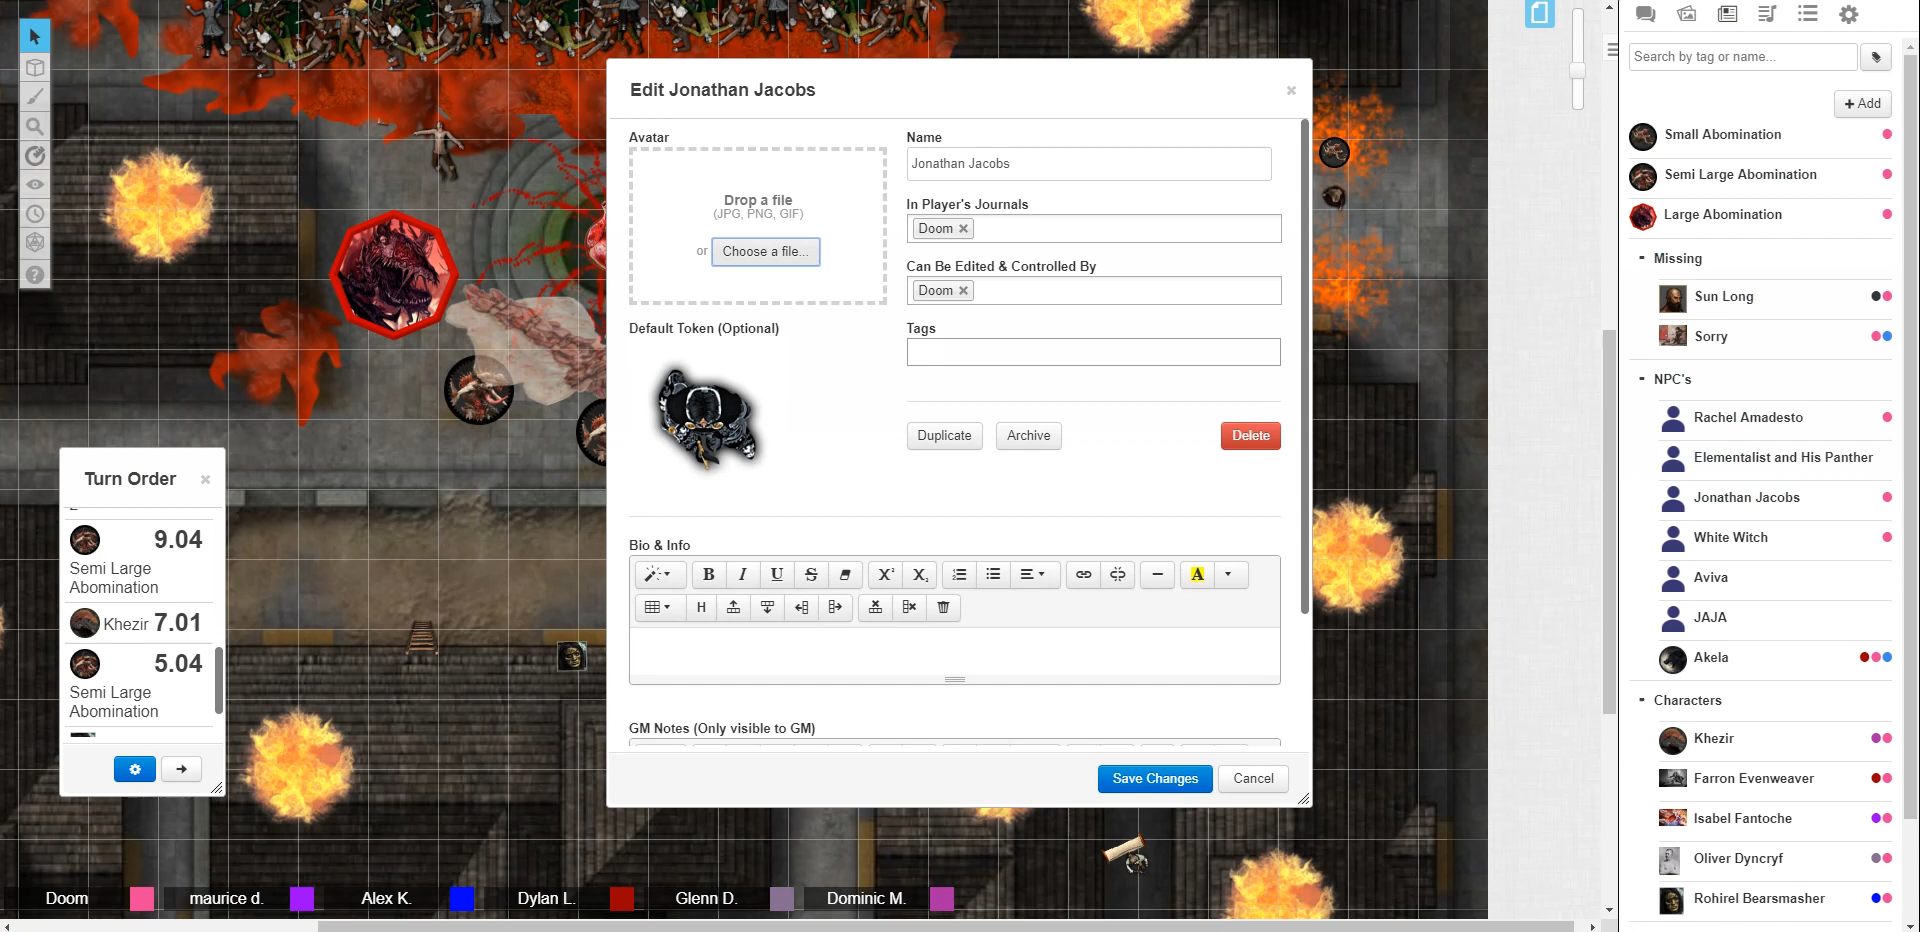 Search by tag or name...
+ Add
Small Abomination
Semi Large Abomination
Large Abomination
Missing
Sun Long
Sorry
NPC's
Rachel Amadesto
Elementalist and His Panther
Jonathan Jacobs
White Witch
Aviva
JAJA
Akela
Characters
Khezir
Farron Evenweaver
Isabel Fantoche
Oliver Dyncryf
Rohirel Bearsmasher
Edit Jonathan Jacobs
Avatar
Drop a file
(JPG, PNG, GIF)
or Choose a file...
Default Token (Optional)
Name
Jonathan Jacobs
In Player's Journals
Doom
Can Be Edited & Controlled By
Doom
Tags
Duplicate Archive Delete
Bio & Info
B I U S X² X₂ A
H
GM Notes (Only visible to GM)
Save Changes Cancel
Turn Order
9.04
Semi Large
Abomination
Khezir 7.01
5.04
Semi Large
Abomination
Doom maurice d. Alex K. Dylan L. Glenn D. Dominic M.